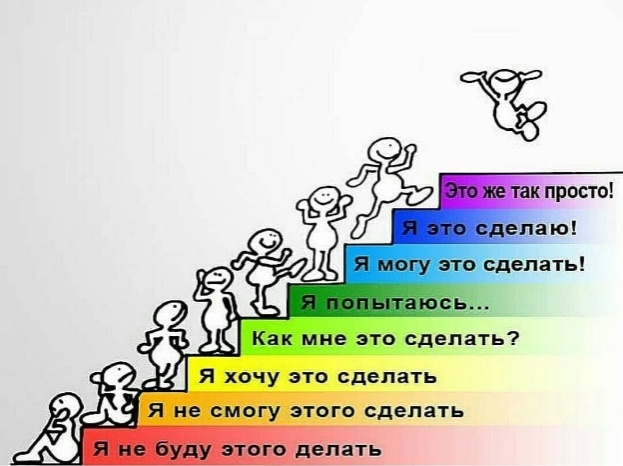 Это же так просто!
Я это сделаю!
Я могу это сделать!
Я попытаюсь...
Как мне это сделать?
Я хочу это сделать
Я не смогу этого сделать
Я не буду этого делать